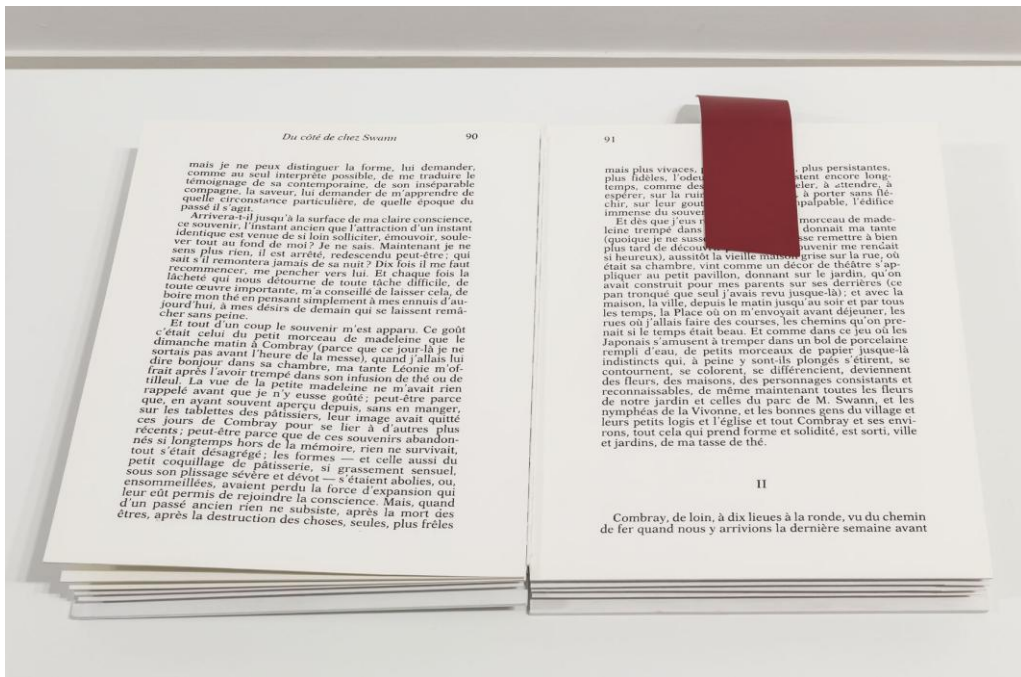 Du côté de chez Swann 90
mais je ne peux distinguer la forme, lui demander,
comme au seul interprète possible, de me traduire le
témoignage de sa contemporaine, de son inséparable
compagne, la saveur, lui demander de m'apprendre de
quelle circonstance particulière, de quelle époque du
passé il s'agit.
Arrivera-t-il jusqu'à la surface de ma claire conscience,
ce souvenir, l'instant ancien que l'attraction d'un instant
identique est venue de si loin solliciter, émouvoir, soule-
ver tout au fond de moi ? Je ne sais. Maintenant je ne
sens plus rien, il est arrêté, redescendu peut-être ; qui
sait s'il remontera jamais de sa nuit ? Dix fois il me faut
recommencer, me pencher vers lui. Et chaque fois la
lâcheté qui nous détourne de toute tâche difficile, de
toute œuvre importante, m'a conseillé de laisser cela, de
boire mon thé en pensant simplement à mes ennuis d'au-
jourd'hui, à mes désirs de demain qui se laissent remâ-
cher sans peine.
Et tout d'un coup le souvenir m'est apparu. Ce goût
c'était celui du petit morceau de madeleine que le
dimanche matin à Combray (parce que ce jour-là je ne
sortais pas avant l'heure de la messe), quand j'allais lui
dire bonjour dans sa chambre, ma tante Léonie m'of-
frait après l'avoir trempé dans son infusion de thé ou de
tilleul. La vue de la petite madeleine ne m'avait rien
rappelé avant que je n'y eusse goûté ; peut-être parce
que, en ayant souvent aperçu depuis, sans en manger,
sur les tablettes des pâtissiers, leur image avait quitté
ces jours de Combray pour se lier à d'autres plus
récents ; peut-être parce que de ces souvenirs abandon-
nés si longtemps hors de la mémoire, rien ne survivait,
tout s'était désagrégé ; les formes — et celle aussi du
petit coquillage de pâtisserie, si grassement sensuel,
sous son plissage sévère et dévot — s'étaient abolies, ou,
ensommeillées, avaient perdu la force d'expansion qui
leur eût permis de rejoindre la conscience. Mais, quand
d'un passé ancien rien ne subsiste, après la mort des
êtres, après la destruction des choses, seules, plus frêles
91
mais plus vivaces, plus persistantes,
plus fidèles, encore long-
temps, comme des à attendre, à
espérer, sur la à porter sans flé-
chir, sur leur l'édifice
immense du
Et dès que j'eus morceau de made-
leine trempé dans donnait ma tante
(quoique je ne remettre à bien
plus tard de me rendait
si heureux), aussitôt la vieille maison grise sur la rue, où
était sa chambre, vint comme un décor de théâtre s'ap-
pliquer au petit pavillon, donnant sur le jardin, qu'on
avait construit pour mes parents sur ses derrières (ce
pan tronqué que seul j'avais revu jusque-là) ; et avec la
maison, la ville, depuis le matin jusqu'au soir et par tous
les temps, la Place où on m'envoyait avant déjeuner, les
rues où j'allais faire des courses, les chemins qu'on pre-
nait si le temps était beau. Et comme dans ce jeu où les
Japonais s'amusent à tremper dans un bol de porcelaine
rempli d'eau, de petits morceaux de papier jusque-là
indistincts qui, à peine y sont-ils plongés s'étirent, se
contournent, se colorent, se différencient, deviennent
des fleurs, des maisons, des personnages consistants et
reconnaissables, de même maintenant toutes les fleurs
de notre jardin et celles du parc de M. Swann, et les
nymphéas de la Vivonne, et les bonnes gens du village et
leurs petits logis et l'église et tout Combray et ses envi-
rons, tout cela qui prend forme et solidité, est sorti, ville
et jardins, de ma tasse de thé.
II
Combray, de loin, à dix lieues à la ronde, vu du chemin
de fer quand nous y arrivions la dernière semaine avant